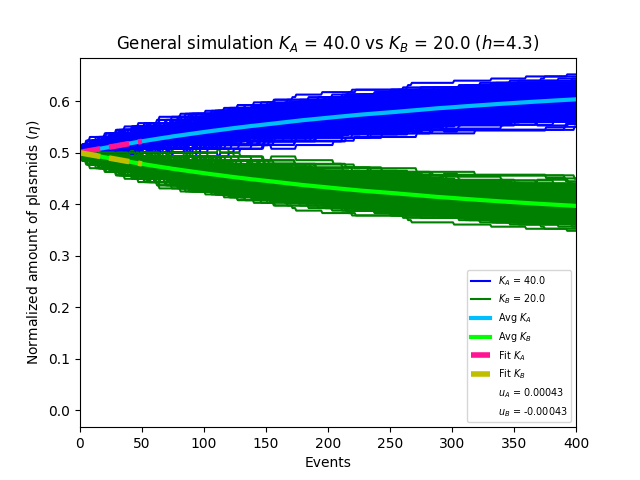 General simulation K_A = 40.0 vs K_B = 20.0 (h=4.3)
Normalized amount of plasmids (η)
0.6
0.5
0.4
0.3
0.2
0.1
0.0
K_A = 40.0
K_B = 20.0
Avg K_A
Avg K_B
Fit K_A
Fit K_B
u_A = 0.00043
u_B = -0.00043
0 50 100 150 200 250 300 350 400
Events